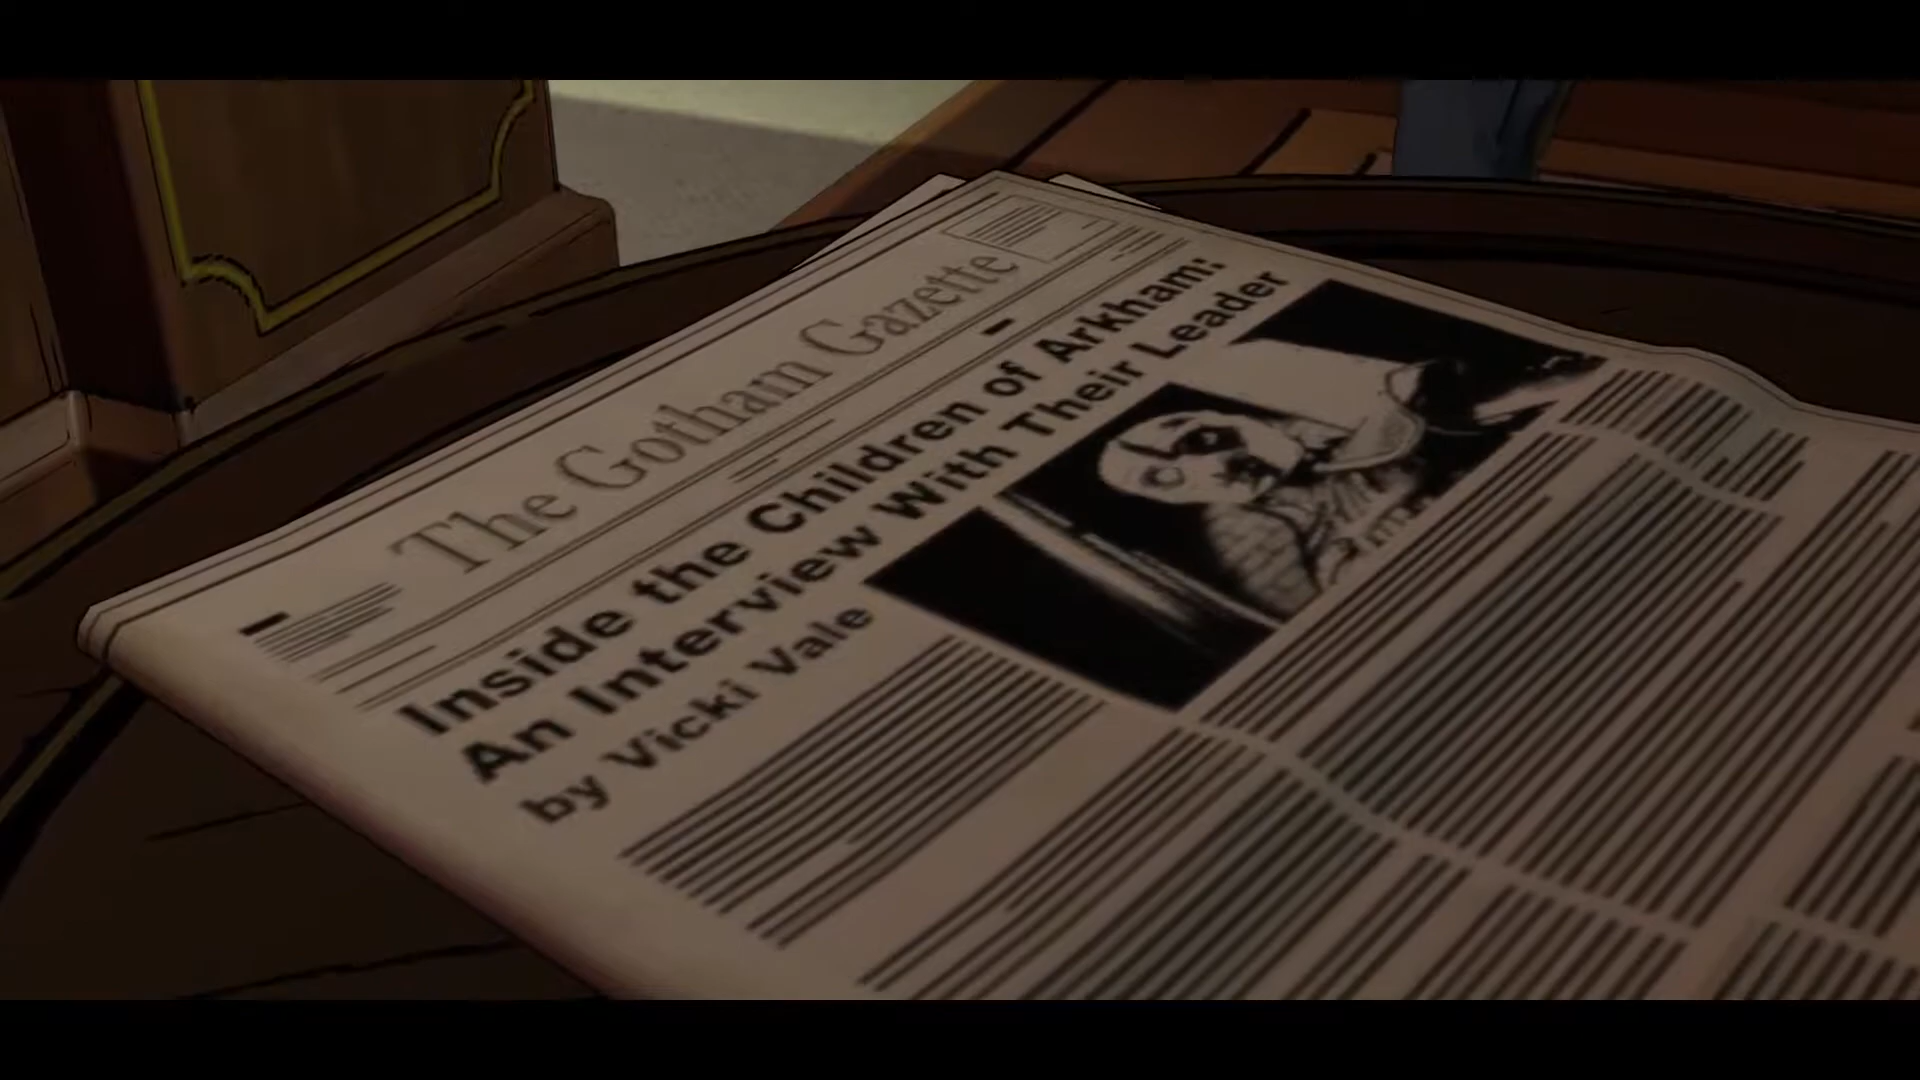 The Gotham Gazette
Inside the Children of Arkham:
An Interview With Their Leader
by Vicki Vale